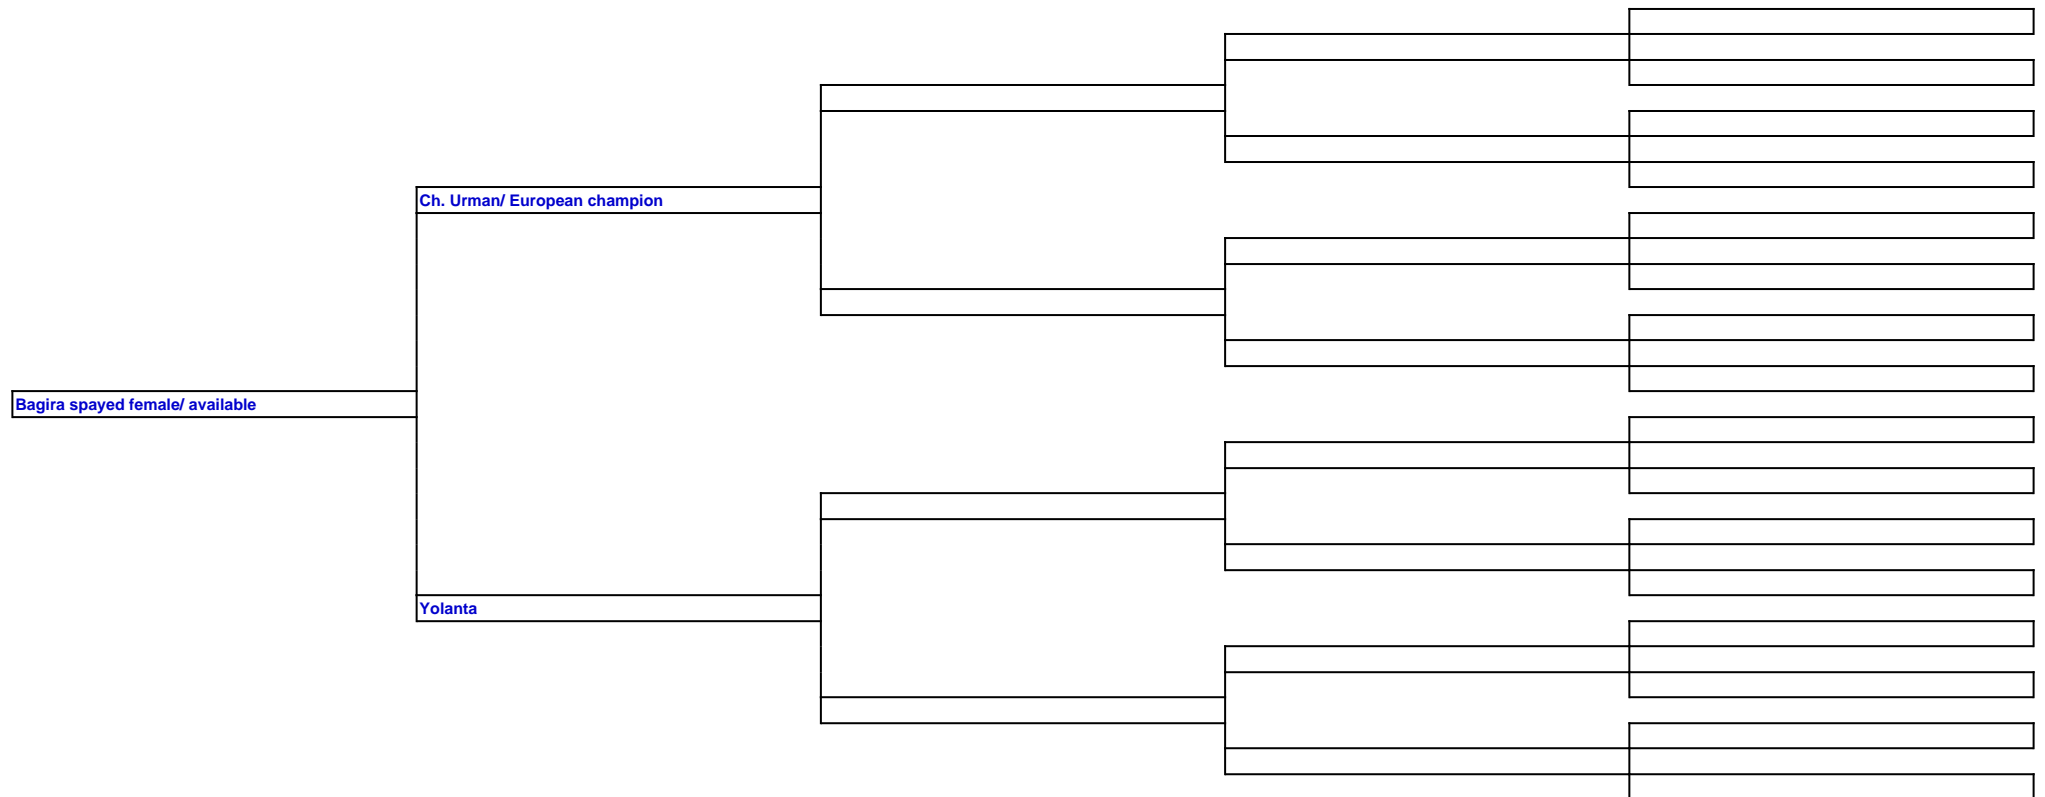 Ch. Urman/ European champion
Bagira spayed female/ available
Yolanta